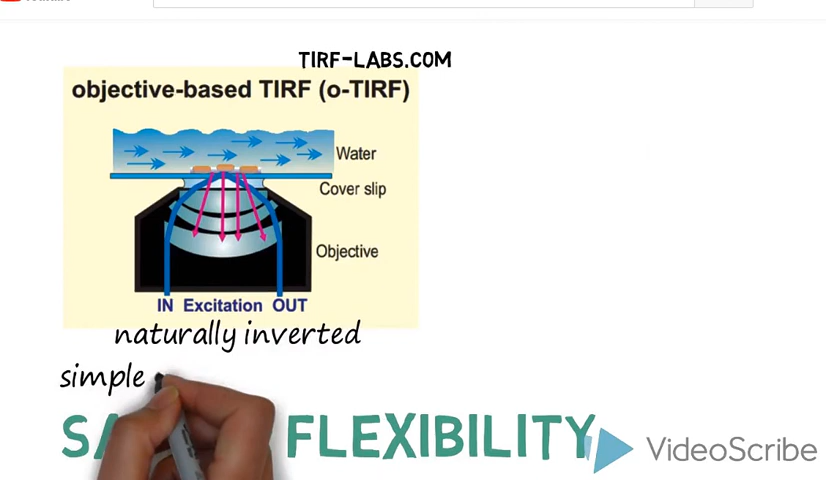 TIRF-LABS.COM
objective-based TIRF (o-TIRF)
Water
Cover slip
Objective
IN Excitation OUT
naturally inverted
simple
FLEXIBILITY
VideoScribe